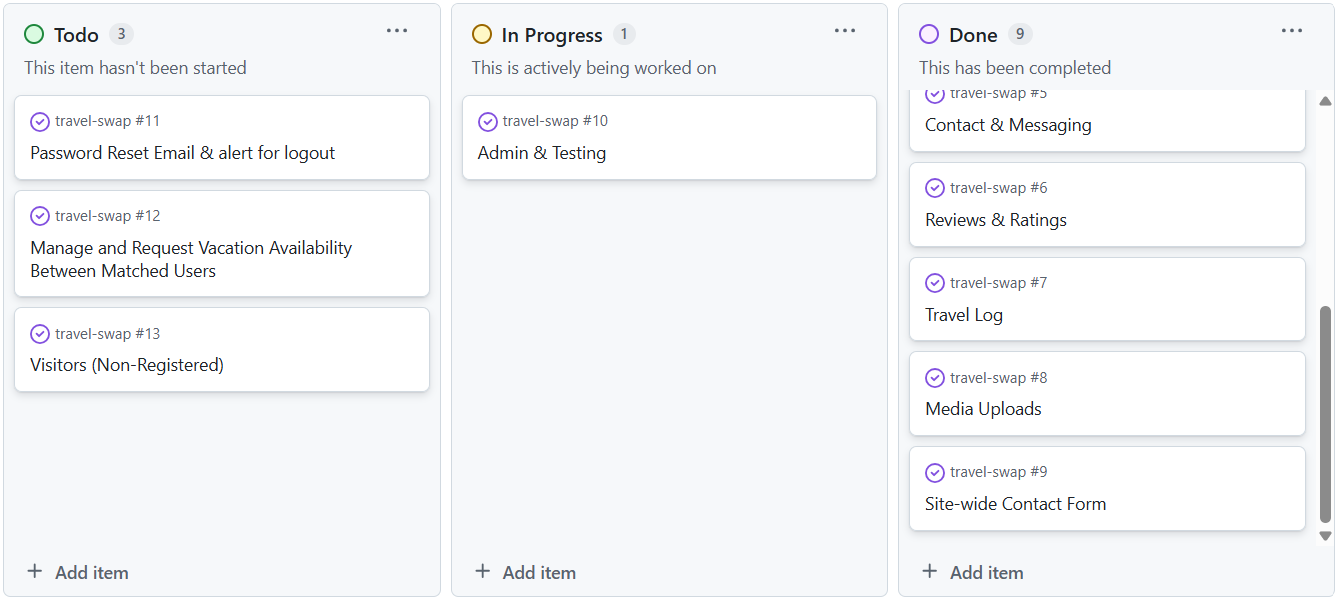 Todo 3
This item hasn't been started
travel-swap #11
Password Reset Email & alert for logout
travel-swap #12
Manage and Request Vacation Availability
Between Matched Users
travel-swap #13
Visitors (Non-Registered)
Add item
In Progress 1
This is actively being worked on
travel-swap #10
Admin & Testing
Add item
Done 9
This has been completed
travel-swap #5
Contact & Messaging
travel-swap #6
Reviews & Ratings
travel-swap #7
Travel Log
travel-swap #8
Media Uploads
travel-swap #9
Site-wide Contact Form
Add item